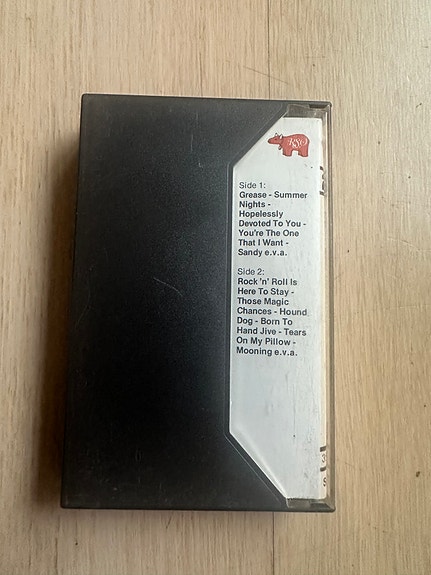 RSO
Side 1:
Grease - Summer
Nights -
Hopelessly
Devoted To You -
You're The One
That I Want -
Sandy e.v.a.
Side 2:
Rock 'n' Roll Is
Here To Stay -
Those Magic
Chances - Hound
Dog - Born To
Hand Jive - Tears
On My Pillow -
Mooning e.v.a.